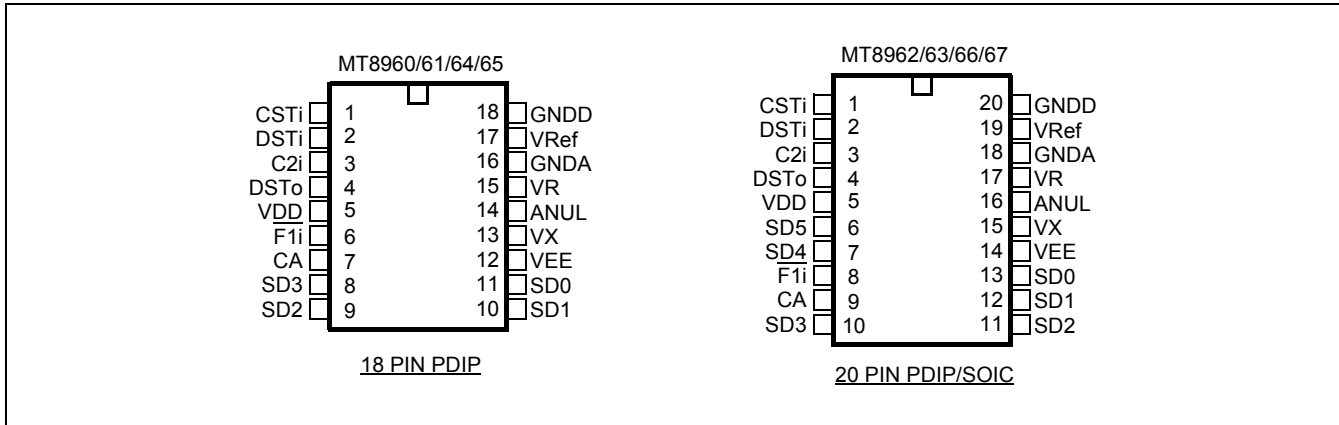 MT8960/61/64/65
CSTi 1 18 GNDD
DSTi 2 17 VRef
C2i 3 16 GNDA
DSTo 4 15 VR
VDD 5 14 ANUL
F1i 6 13 VX
CA 7 12 VEE
SD3 8 11 SD0
SD2 9 10 SD1
18 PIN PDIP
MT8962/63/66/67
CSTi 1 20 GNDD
DSTi 2 19 VRef
C2i 3 18 GNDA
DSTo 4 17 VR
VDD 5 16 ANUL
SD5 6 15 VX
SD4 7 14 VEE
F1i 8 13 SD0
CA 9 12 SD1
SD3 10 11 SD2
20 PIN PDIP/SOIC